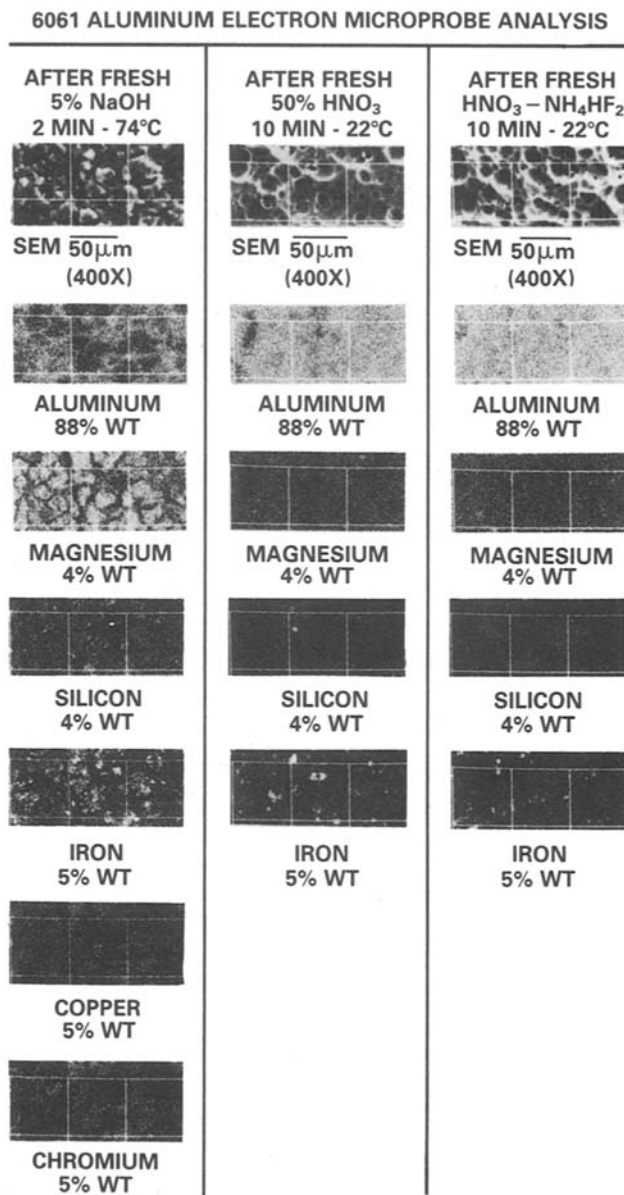 6061 ALUMINUM ELECTRON MICROPROBE ANALYSIS
AFTER FRESH
5% NaOH
2 MIN - 74°C
SEM 50μm
(400X)
ALUMINUM
88% WT
MAGNESIUM
4% WT
SILICON
4% WT
IRON
5% WT
COPPER
5% WT
CHROMIUM
5% WT
AFTER FRESH
50% HNO₃
10 MIN - 22°C
SEM 50μm
(400X)
ALUMINUM
88% WT
MAGNESIUM
4% WT
SILICON
4% WT
IRON
5% WT
AFTER FRESH
HNO₃ – NH₄HF₂
10 MIN - 22°C
SEM 50μm
(400X)
ALUMINUM
88% WT
MAGNESIUM
4% WT
SILICON
4% WT
IRON
5% WT